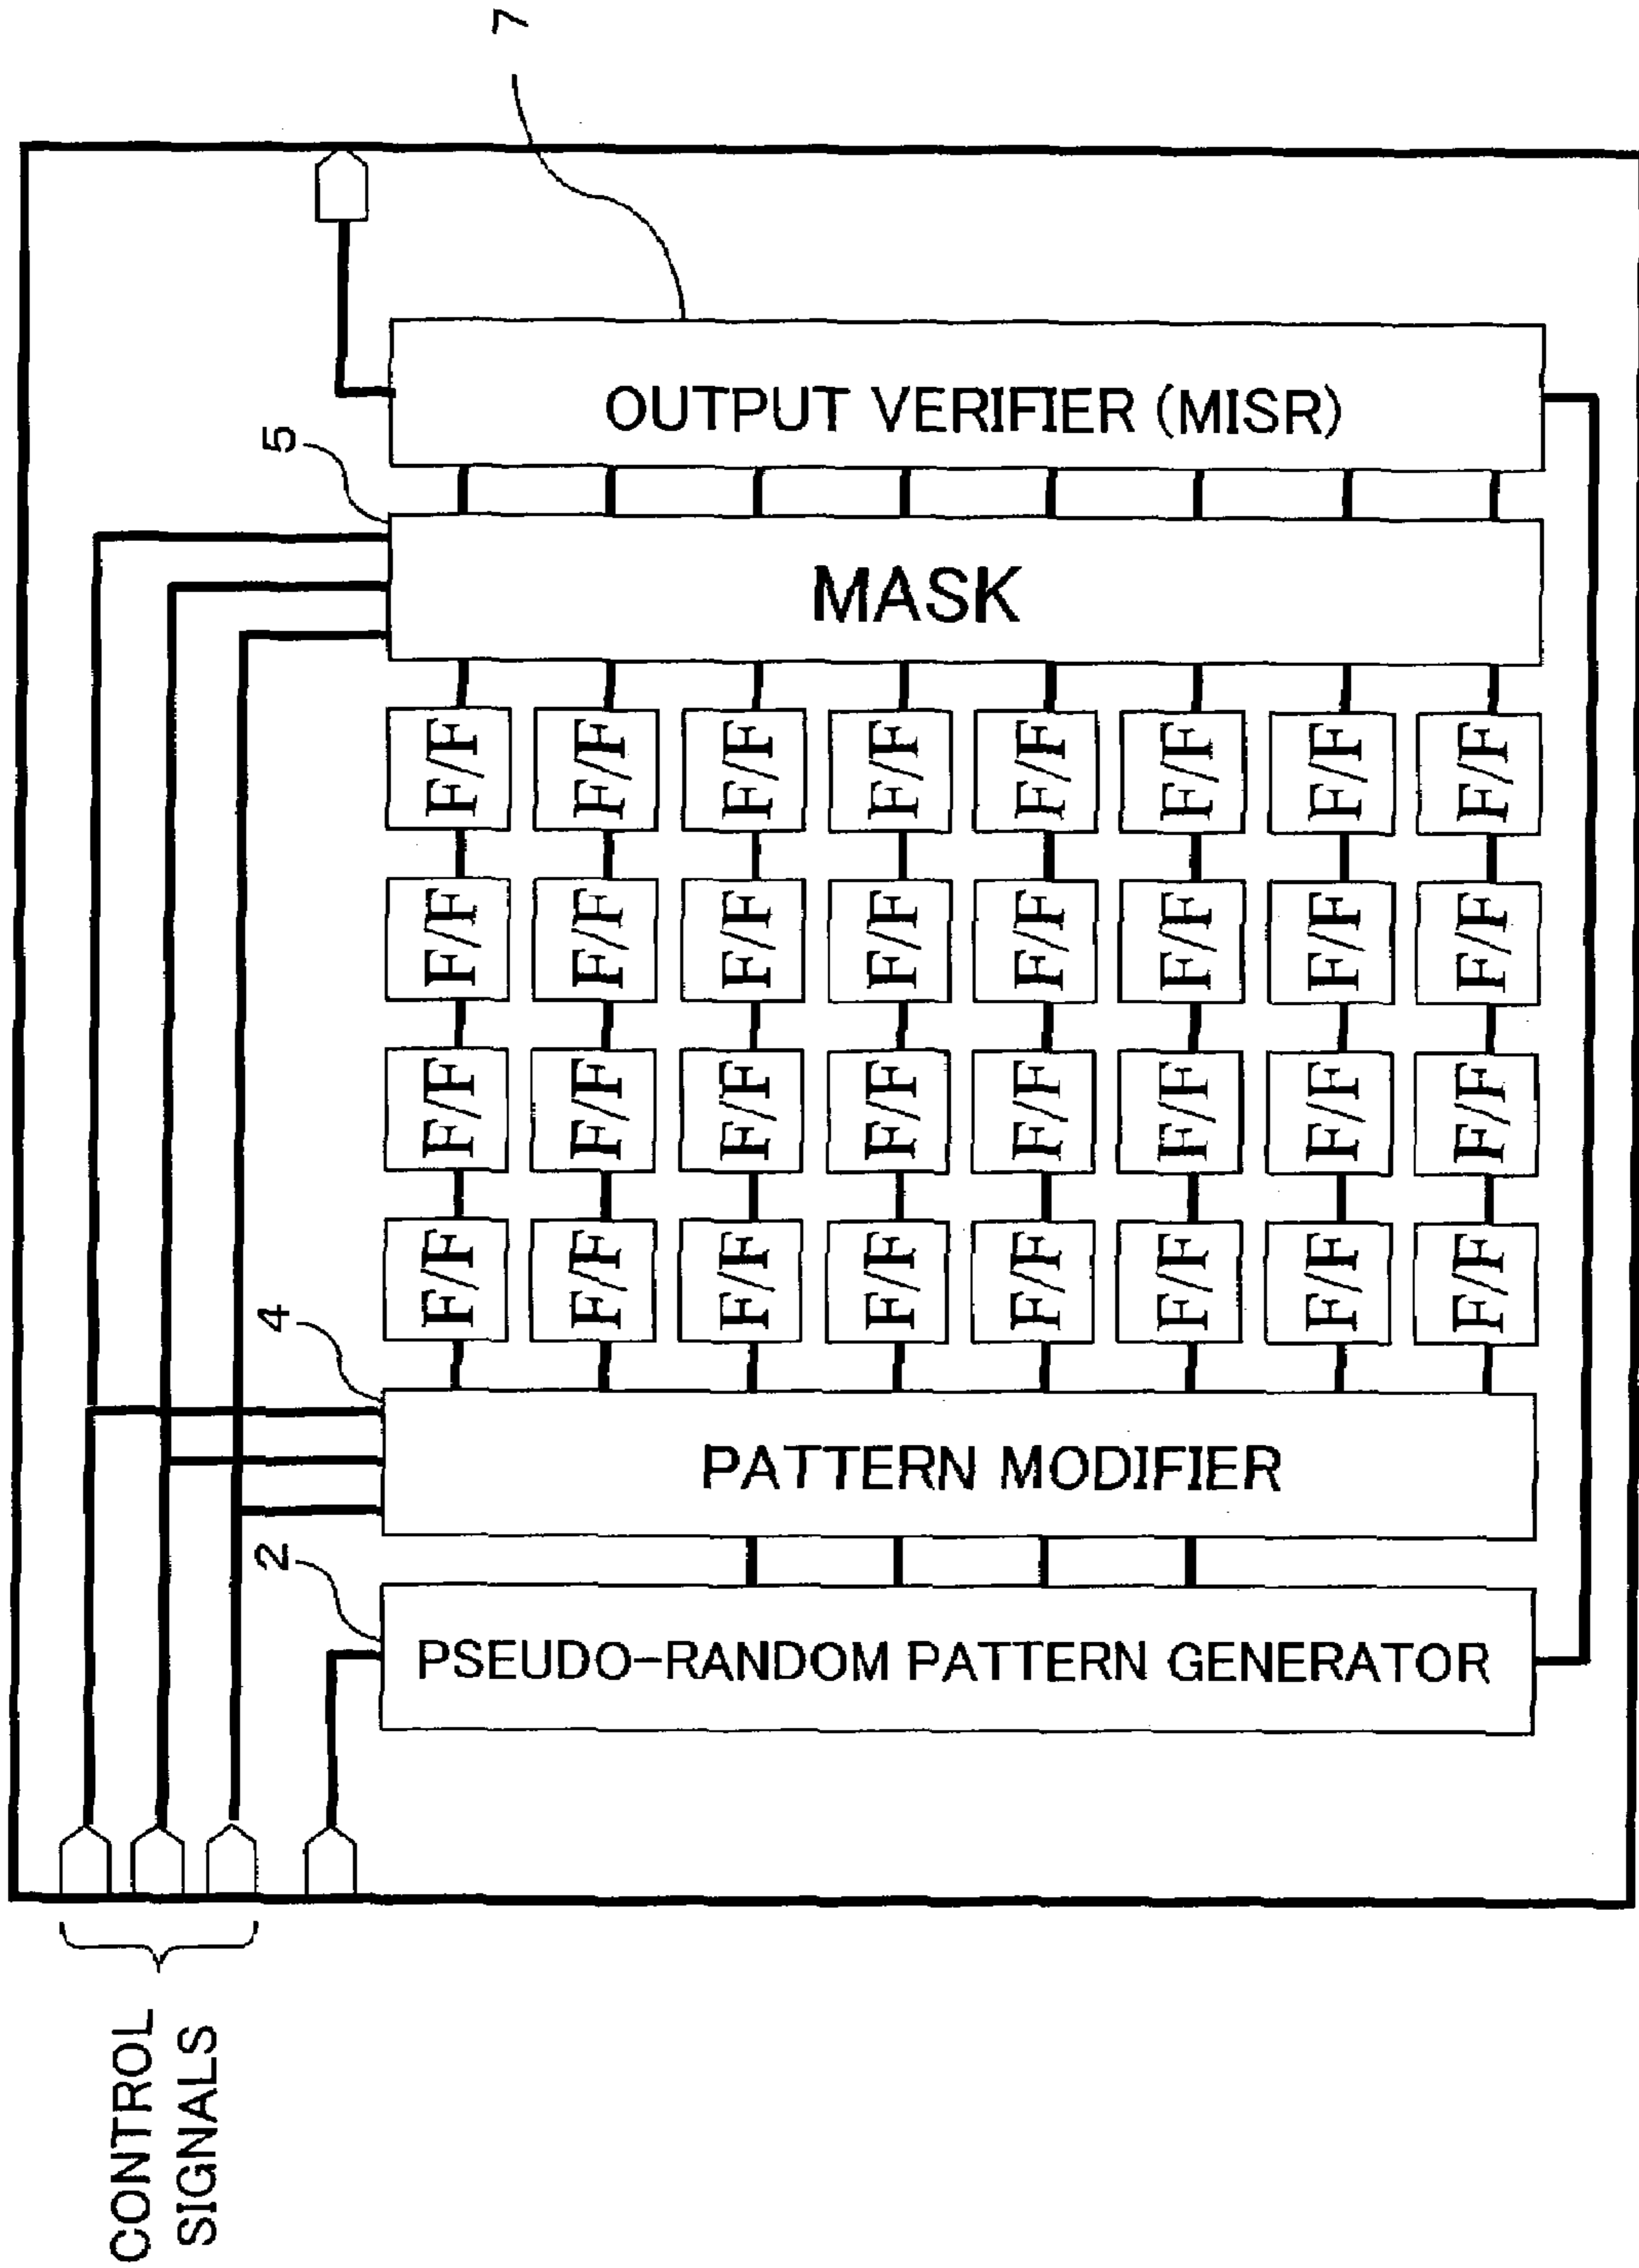 CONTROL
SIGNALS
2
PSEUDO-RANDOM PATTERN GENERATOR
4
PATTERN MODIFIER
F/F F/F F/F F/F
F/F F/F F/F F/F
F/F F/F F/F F/F
F/F F/F F/F F/F
F/F F/F F/F F/F
F/F F/F F/F F/F
F/F F/F F/F F/F
F/F F/F F/F F/F
5
MASK
7
OUTPUT VERIFIER (MISR)